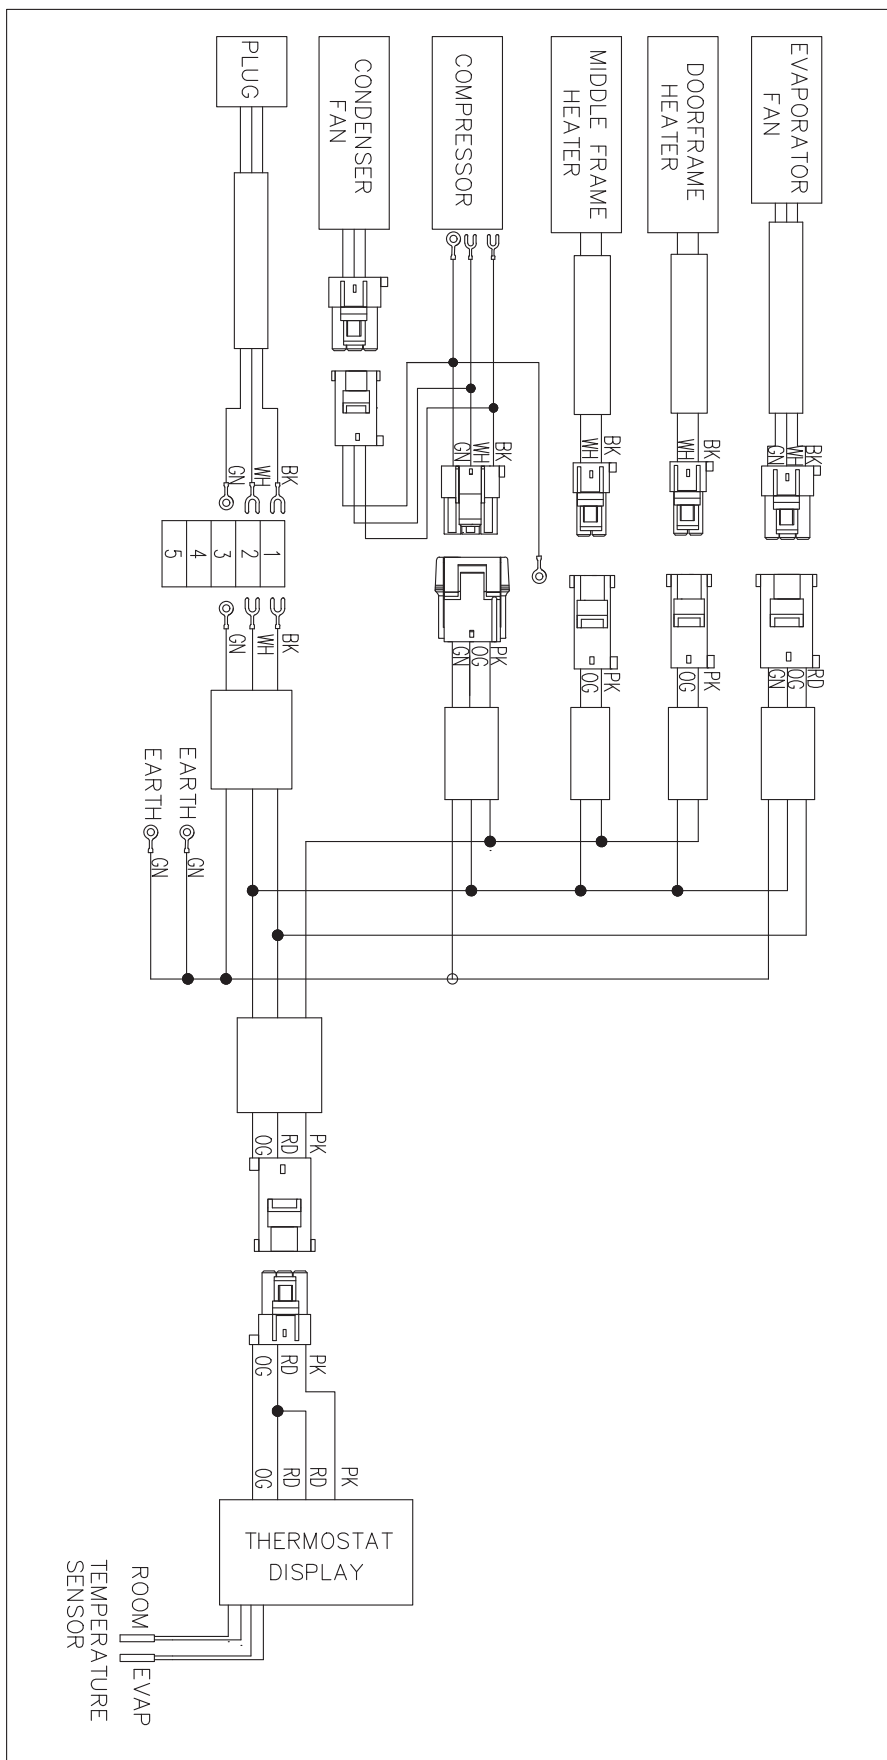 PLUG
CONDENSER
FAN
COMPRESSOR
MIDDLE FRAME
HEATER
DOORFRAME
HEATER
EVAPORATOR
FAN
GN
WH
BK
WH
BK
WH
BK
GN
WH
BK
GN
WH
BK
5
4
3
2
1
GN
WH
BK
GN
OG
PK
OG
PK
OG
PK
GN
OG
RD
EARTH
EARTH
GN
GN
OG
RD
PK
OG
RD
PK
OG
RD
RD
PK
THERMOSTAT
DISPLAY
ROOM
EVAP
TEMPERATURE
SENSOR